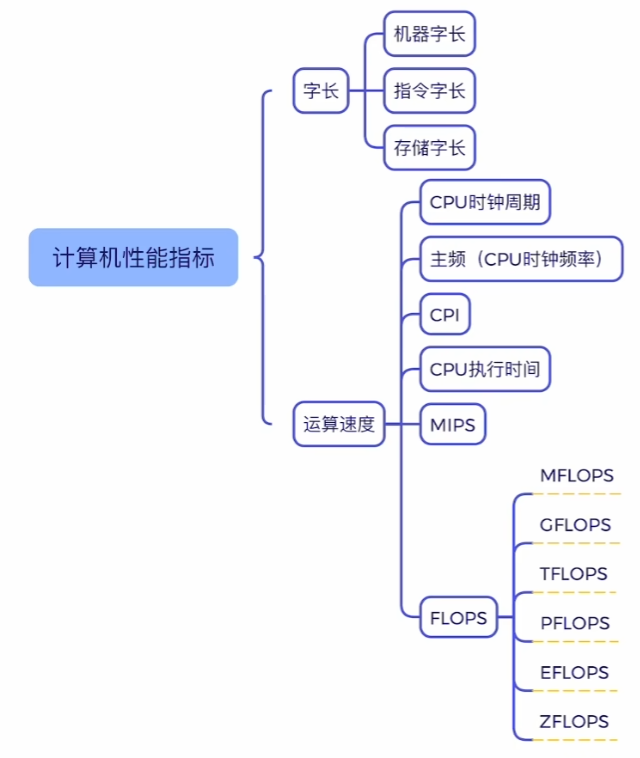 计算机性能指标
字长
机器字长
指令字长
存储字长
运算速度
CPU时钟周期
主频（CPU时钟频率）
CPI
CPU执行时间
MIPS
FLOPS
MFLOPS
GFLOPS
TFLOPS
PFLOPS
EFLOPS
ZFLOPS